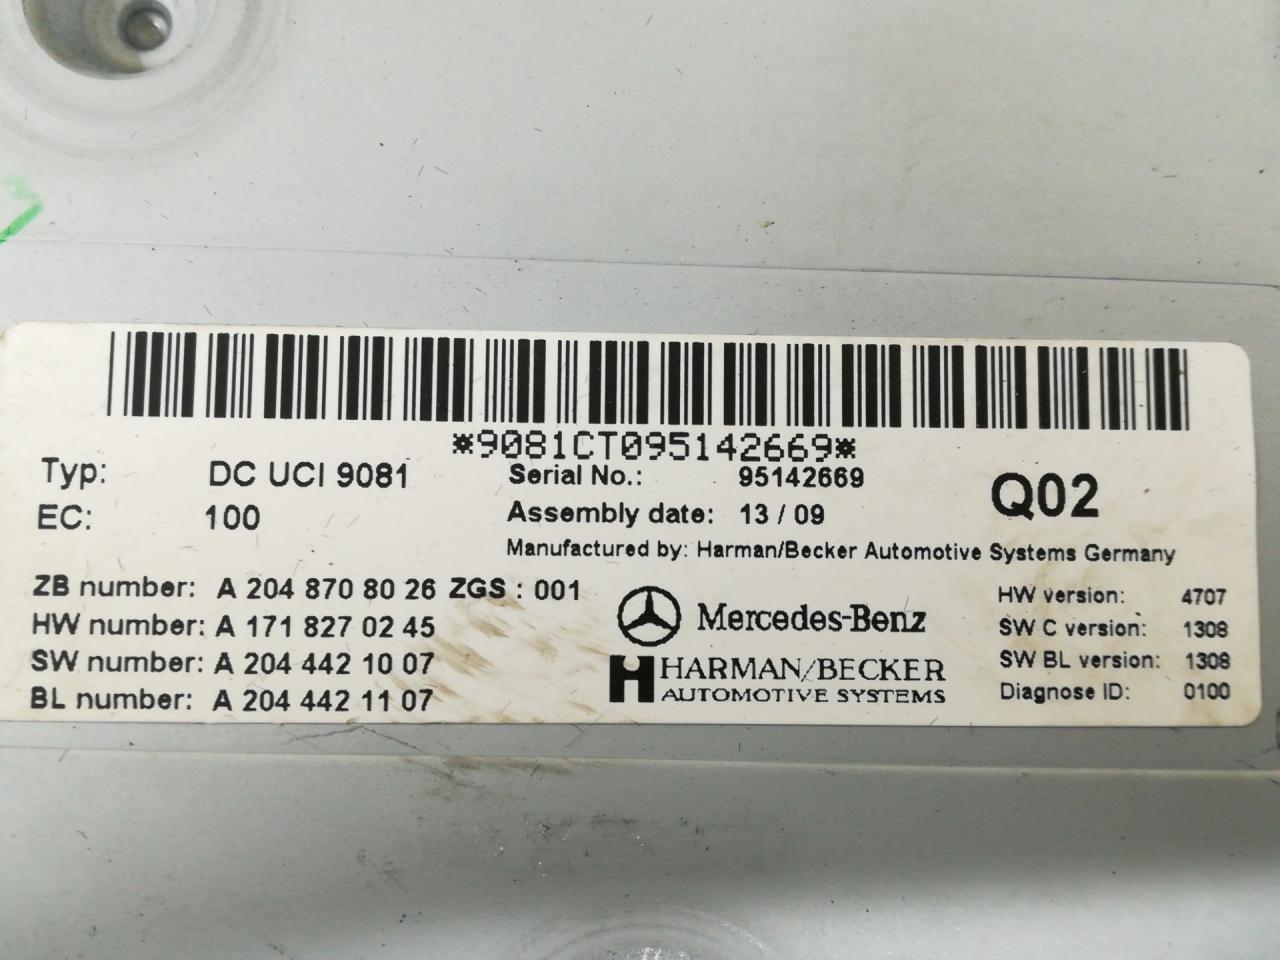 *9081CT095142669*
Typ: DC UCI 9081
Serial No.: 95142669
Q02
EC: 100
Assembly date: 13 / 09
Manufactured by: Harman/Becker Automotive Systems Germany
ZB number: A 204 870 80 26 ZGS : 001
HW number: A 171 827 02 45
SW number: A 204 442 10 07
BL number: A 204 442 11 07
Mercedes-Benz
HARMAN/BECKER
AUTOMOTIVE SYSTEMS
HW version: 4707
SW C version: 1308
SW BL version: 1308
Diagnose ID: 0100